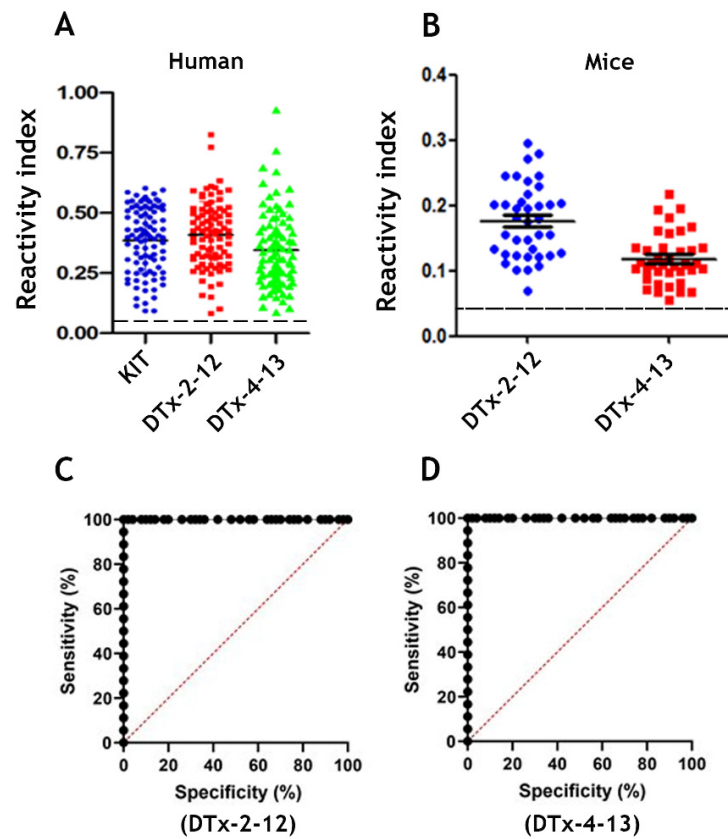 A
Human
Reactivity index
1.00
0.75
0.50
0.25
0.00
KIT
DTx-2-12
DTx-4-13
B
Mice
Reactivity index
0.4
0.3
0.2
0.1
0.0
DTx-2-12
DTx-4-13
C
Sensitivity (%)
100
80
60
40
20
0
0 20 40 60 80 100
Specificity (%)
(DTx-2-12)
D
Sensitivity (%)
100
80
60
40
20
0
0 20 40 60 80 100
Specificity (%)
(DTx-4-13)